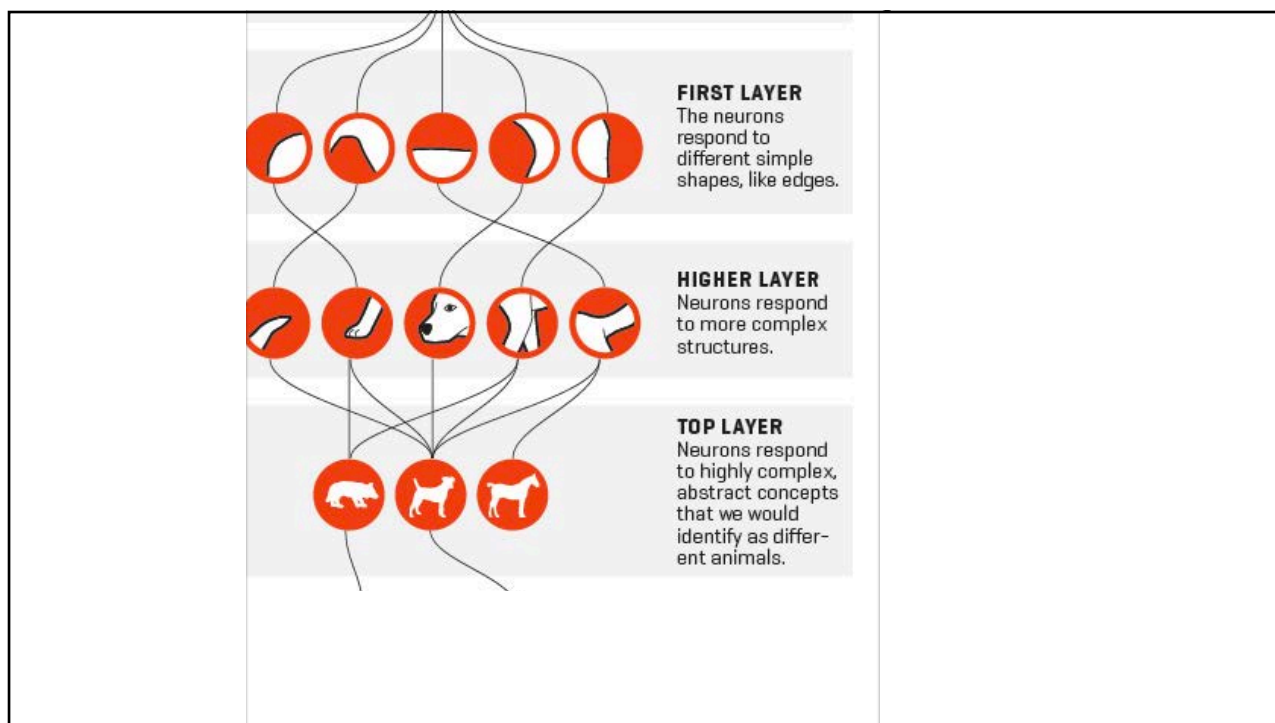 FIRST LAYER
The neurons
respond to
different simple
shapes, like edges.
HIGHER LAYER
Neurons respond
to more complex
structures.
TOP LAYER
Neurons respond
to highly complex,
abstract concepts
that we would
identify as differ-
ent animals.